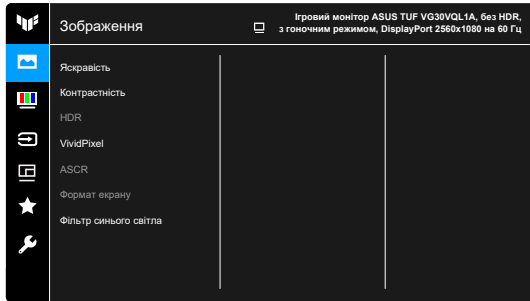 Зображення
Ігровий монітор ASUS TUF VG30VQL1A, без HDR,
з гоночним режимом, DisplayPort 2560x1080 на 60 Гц
Яскравість
Контрастність
HDR
VividPixel
ASCR
Формат екрану
Фільтр синього світла